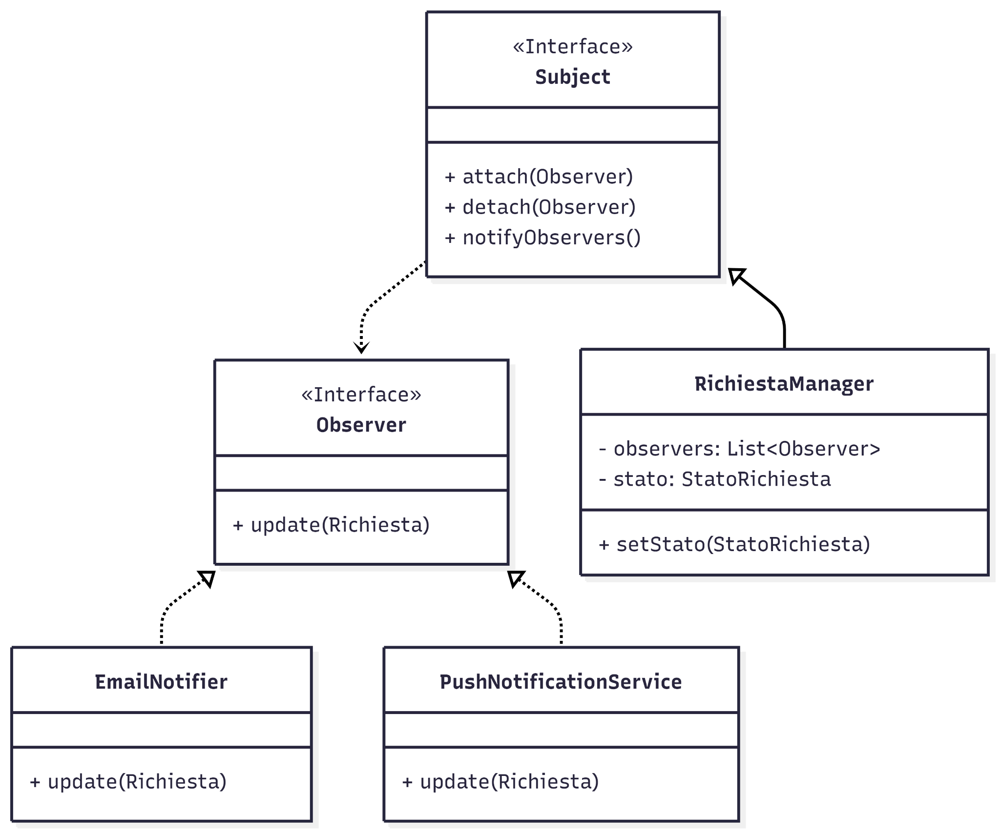 «Interface»
Subject
+ attach(Observer)
+ detach(Observer)
+ notifyObservers()
«Interface»
Observer
+ update(Richiesta)
RichiestaManager
- observers: List<Observer>
- stato: StatoRichiesta
+ setStato(StatoRichiesta)
EmailNotifier
+ update(Richiesta)
PushNotificationService
+ update(Richiesta)